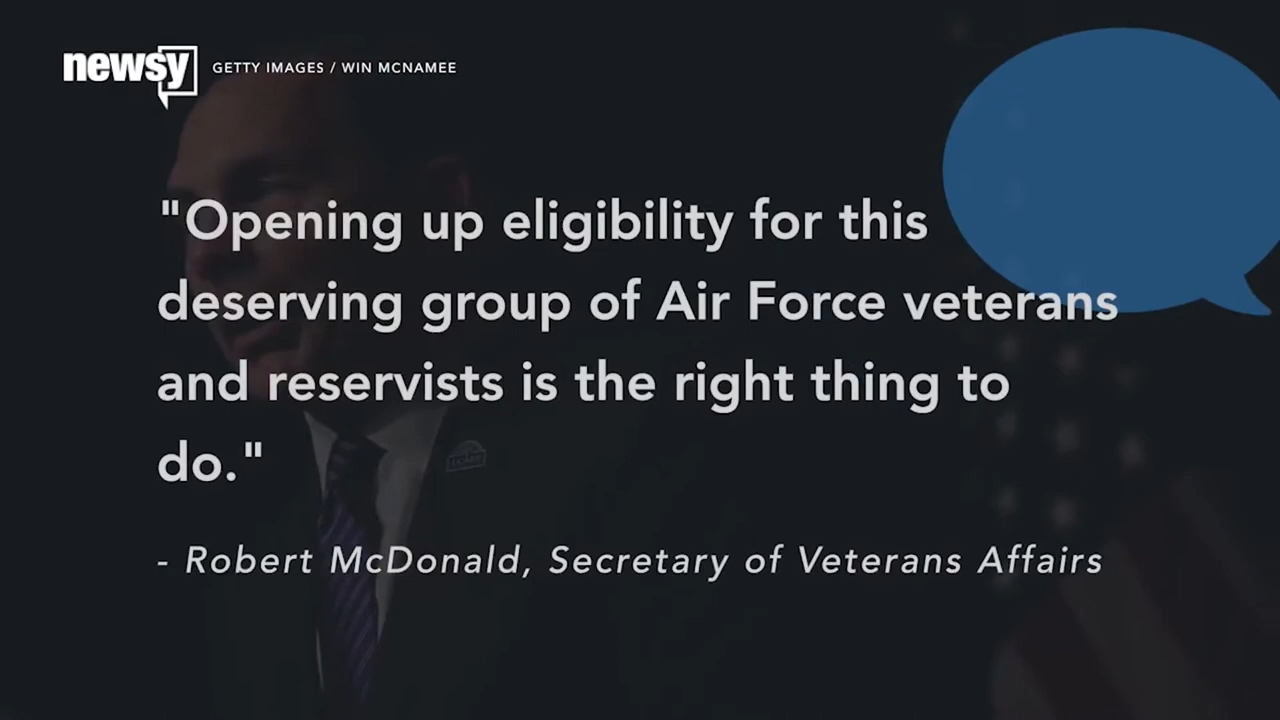 newsy GETTY IMAGES / WIN MCNAMEE
"Opening up eligibility for this
deserving group of Air Force veterans
and reservists is the right thing to
do."
- Robert McDonald, Secretary of Veterans Affairs